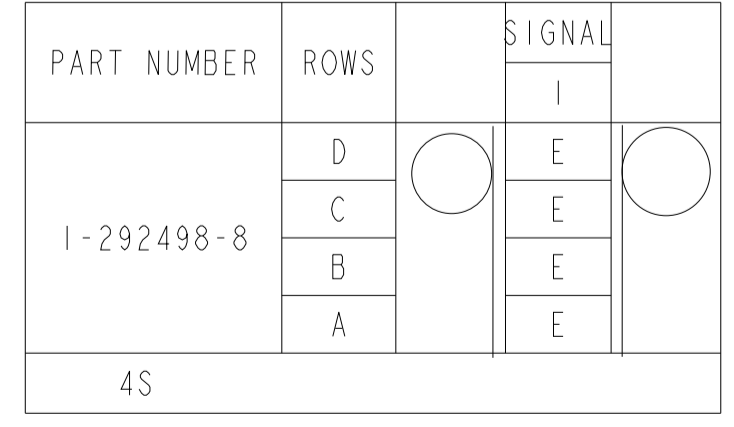 PART NUMBER ROWS SIGNAL
1
D E
C E
1-292498-8
B E
A E
4S